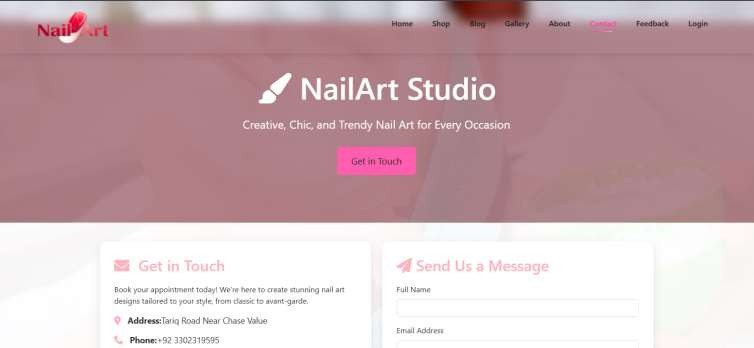 Nail Art
Home Shop Blog Gallery About Contact Feedback Login
NailArt Studio
Creative, Chic, and Trendy Nail Art for Every Occasion
Get in Touch
Get in Touch
Book your appointment today! We're here to create stunning nail art
designs tailored to your style, from classic to avant-garde.
Address:Tariq Road Near Chase Value
Phone:+92 3302319595
Send Us a Message
Full Name
Email Address